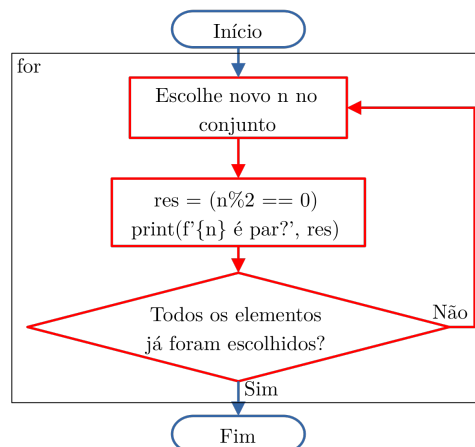 Início
for
Escolhe novo n no
conjunto
res = (n%2 == 0)
print(f'{n} é par?', res)
Todos os elementos
já foram escolhidos?
Não
Sim
Fim